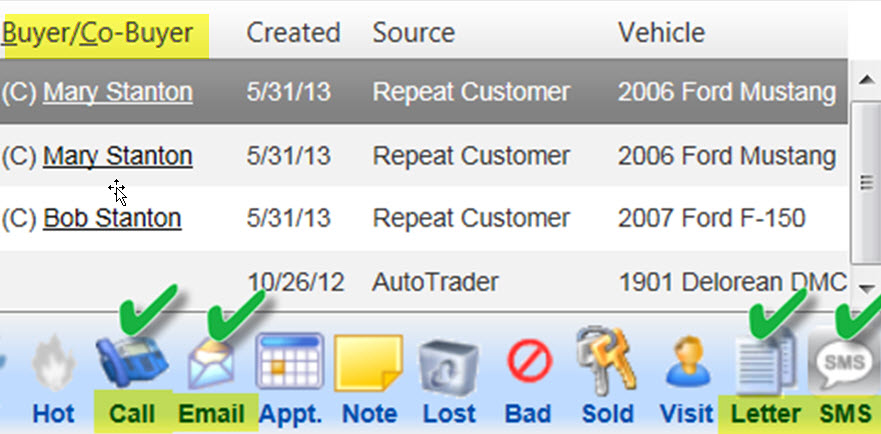 Buyer/Co-Buyer Created Source Vehicle
(C) Mary Stanton 5/31/13 Repeat Customer 2006 Ford Mustang
(C) Mary Stanton 5/31/13 Repeat Customer 2006 Ford Mustang
(C) Bob Stanton 5/31/13 Repeat Customer 2007 Ford F-150
10/26/12 AutoTrader 1901 Delorean DMC
SMS
Hot Call Email Appt. Note Lost Bad Sold Visit Letter SMS